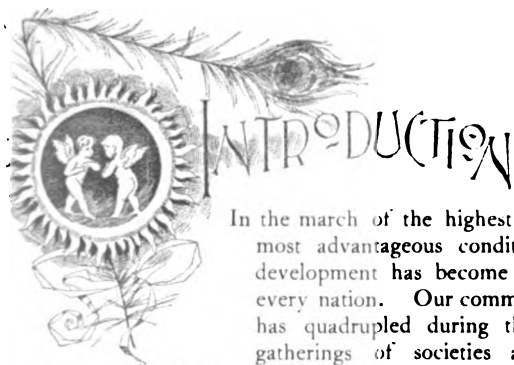 INTRODUCTION
In the march of the highest
most advantageous condit
development has become
every nation. Our comm
has quadrupled during t
gatherings of societies a